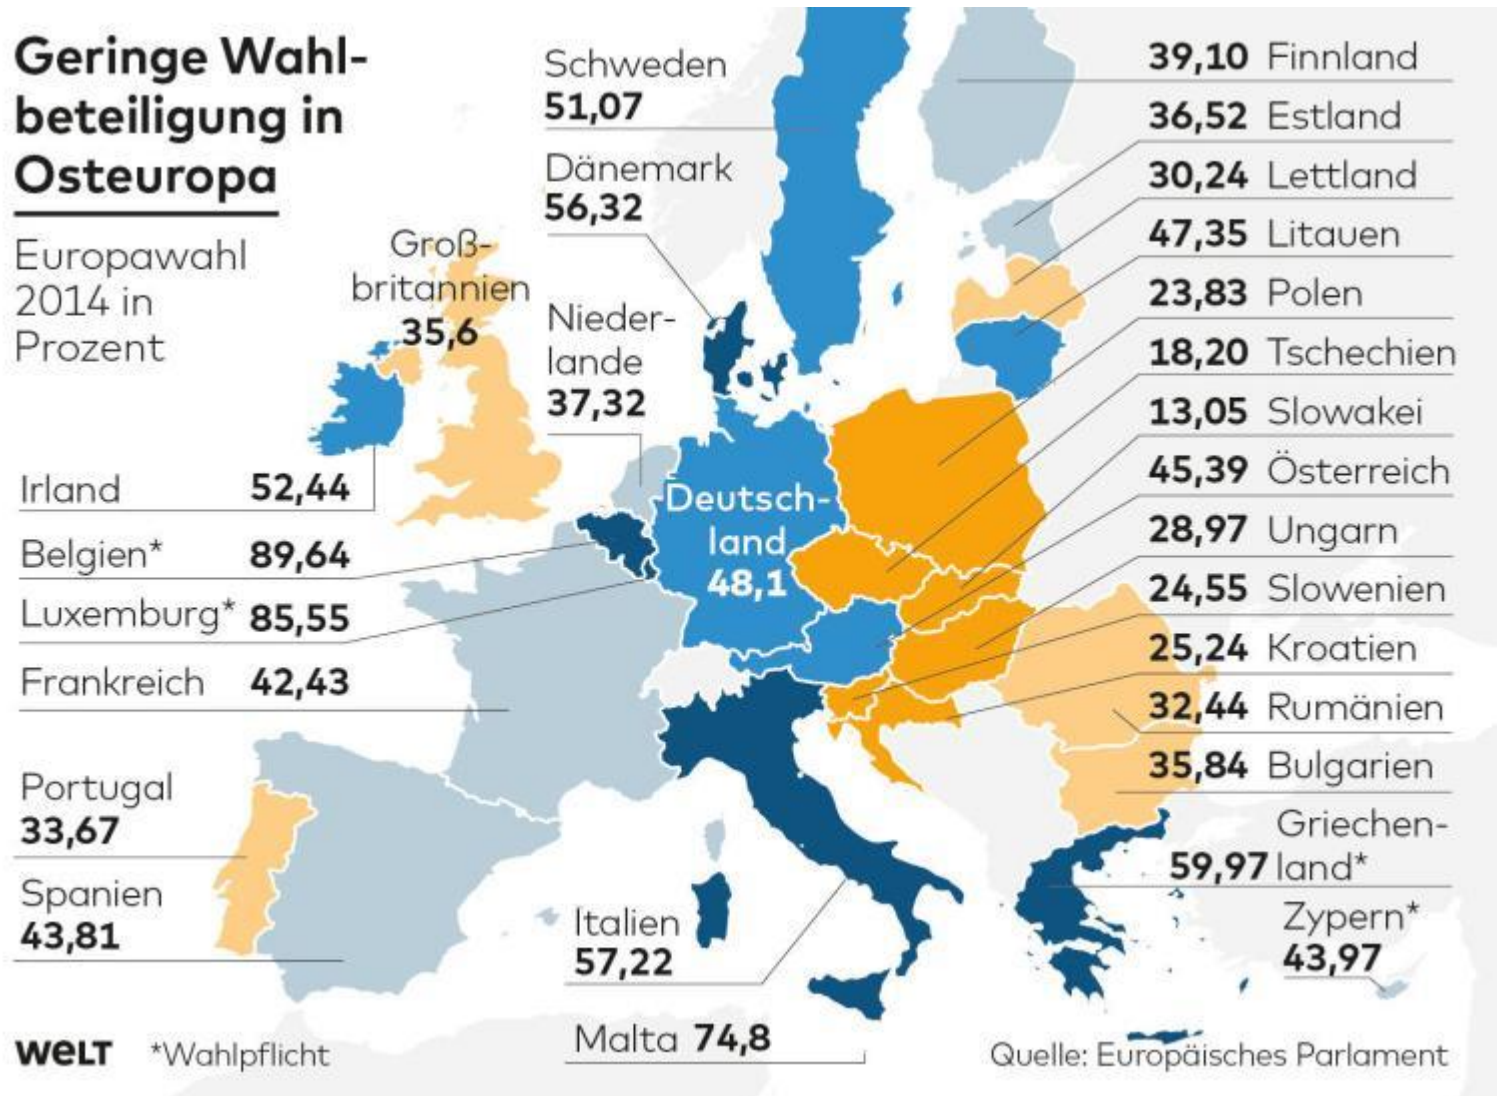 Geringe Wahl-
beteiligung in
Osteuropa
Europawahl
2014 in
Prozent
Groß-
britannien
35,6
Schweden
51,07
Dänemark
56,32
Nieder-
lande
37,32
Irland 52,44
Belgien* 89,64
Luxemburg* 85,55
Frankreich 42,43
Portugal
33,67
Spanien
43,81
Deutsch-
land
48,1
Italien
57,22
Malta 74,8
39,10 Finnland
36,52 Estland
30,24 Lettland
47,35 Litauen
23,83 Polen
18,20 Tschechien
13,05 Slowakei
45,39 Österreich
28,97 Ungarn
24,55 Slowenien
25,24 Kroatien
32,44 Rumänien
35,84 Bulgarien
Griechen-
59,97 land*
Zypern*
43,97
WELT *Wahlpflicht
Quelle: Europäisches Parlament